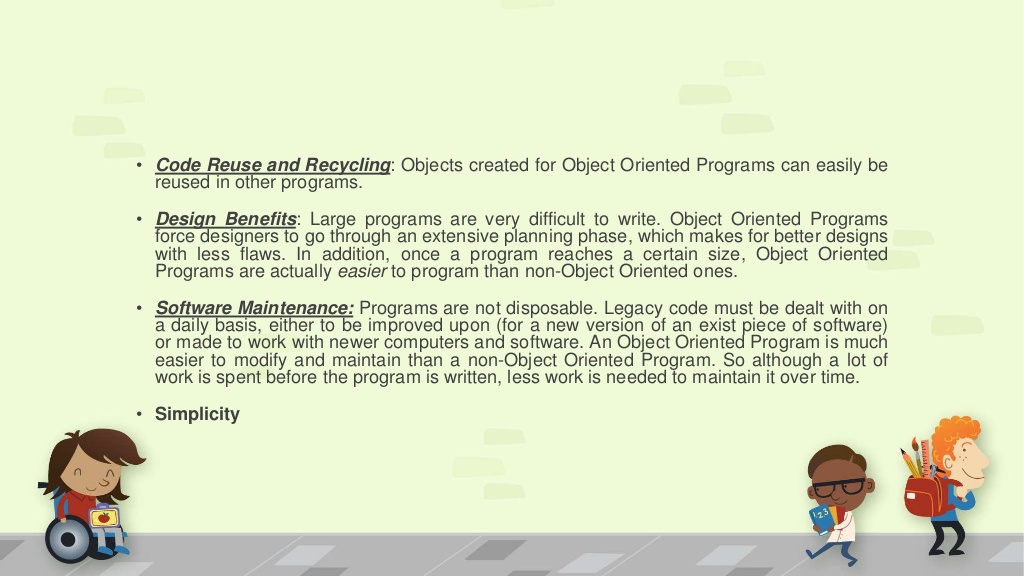 • Code Reuse and Recycling: Objects created for Object Oriented Programs can easily be
reused in other programs.
• Design Benefits: Large programs are very difficult to write. Object Oriented Programs
force designers to go through an extensive planning phase, which makes for better designs
with less flaws. In addition, once a program reaches a certain size, Object Oriented
Programs are actually easier to program than non-Object Oriented ones.
• Software Maintenance: Programs are not disposable. Legacy code must be dealt with on
a daily basis, either to be improved upon (for a new version of an exist piece of software)
or made to work with newer computers and software. An Object Oriented Program is much
easier to modify and maintain than a non-Object Oriented Program. So although a lot of
work is spent before the program is written, less work is needed to maintain it over time.
• Simplicity
1,2,3